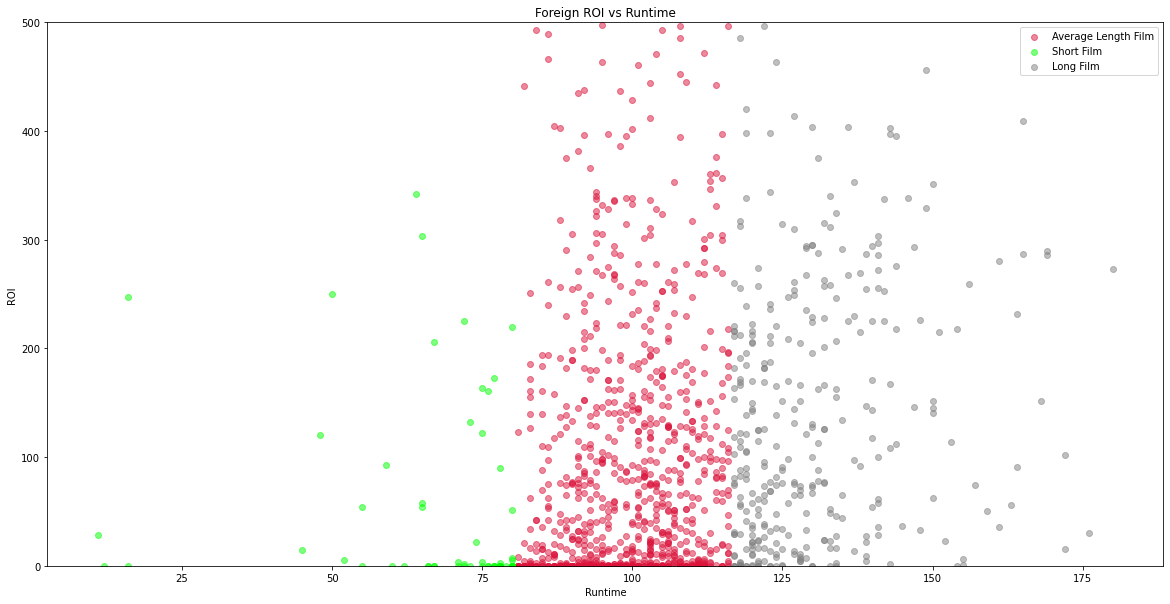 Foreign ROI vs Runtime
500
400
300
200
100
0
ROI
25
50
75
100
125
150
175
Runtime
Average Length Film
Short Film
Long Film